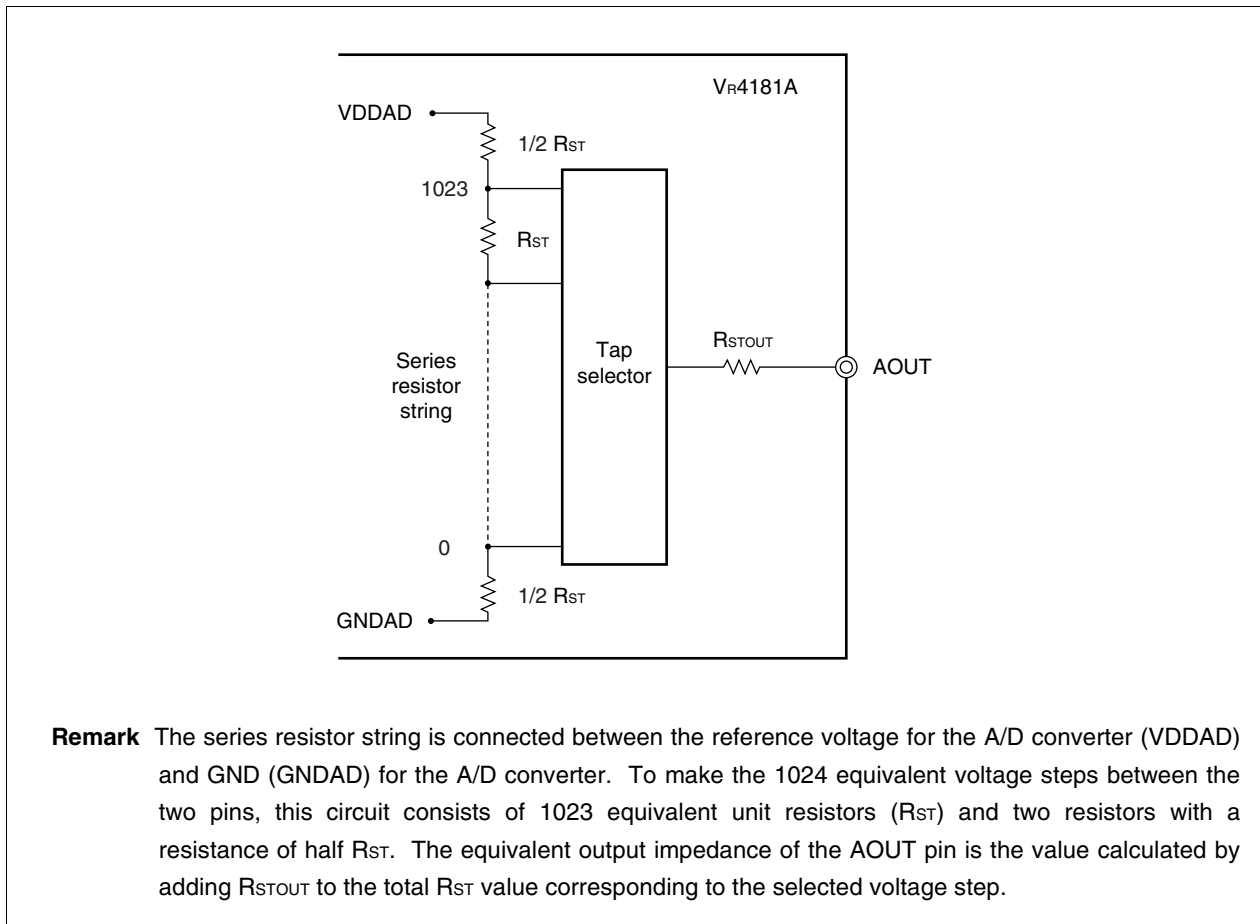 VR4181A
VDDAD
1/2 RST
1023
RST
RSTOUT
Series
resistor
string
Tap
selector
AOUT
0
1/2 RST
GNDAD
Remark The series resistor string is connected between the reference voltage for the A/D converter (VDDAD)
and GND (GNDAD) for the A/D converter. To make the 1024 equivalent voltage steps between the
two pins, this circuit consists of 1023 equivalent unit resistors (RST) and two resistors with a
resistance of half RST. The equivalent output impedance of the AOUT pin is the value calculated by
adding RSTOUT to the total RST value corresponding to the selected voltage step.